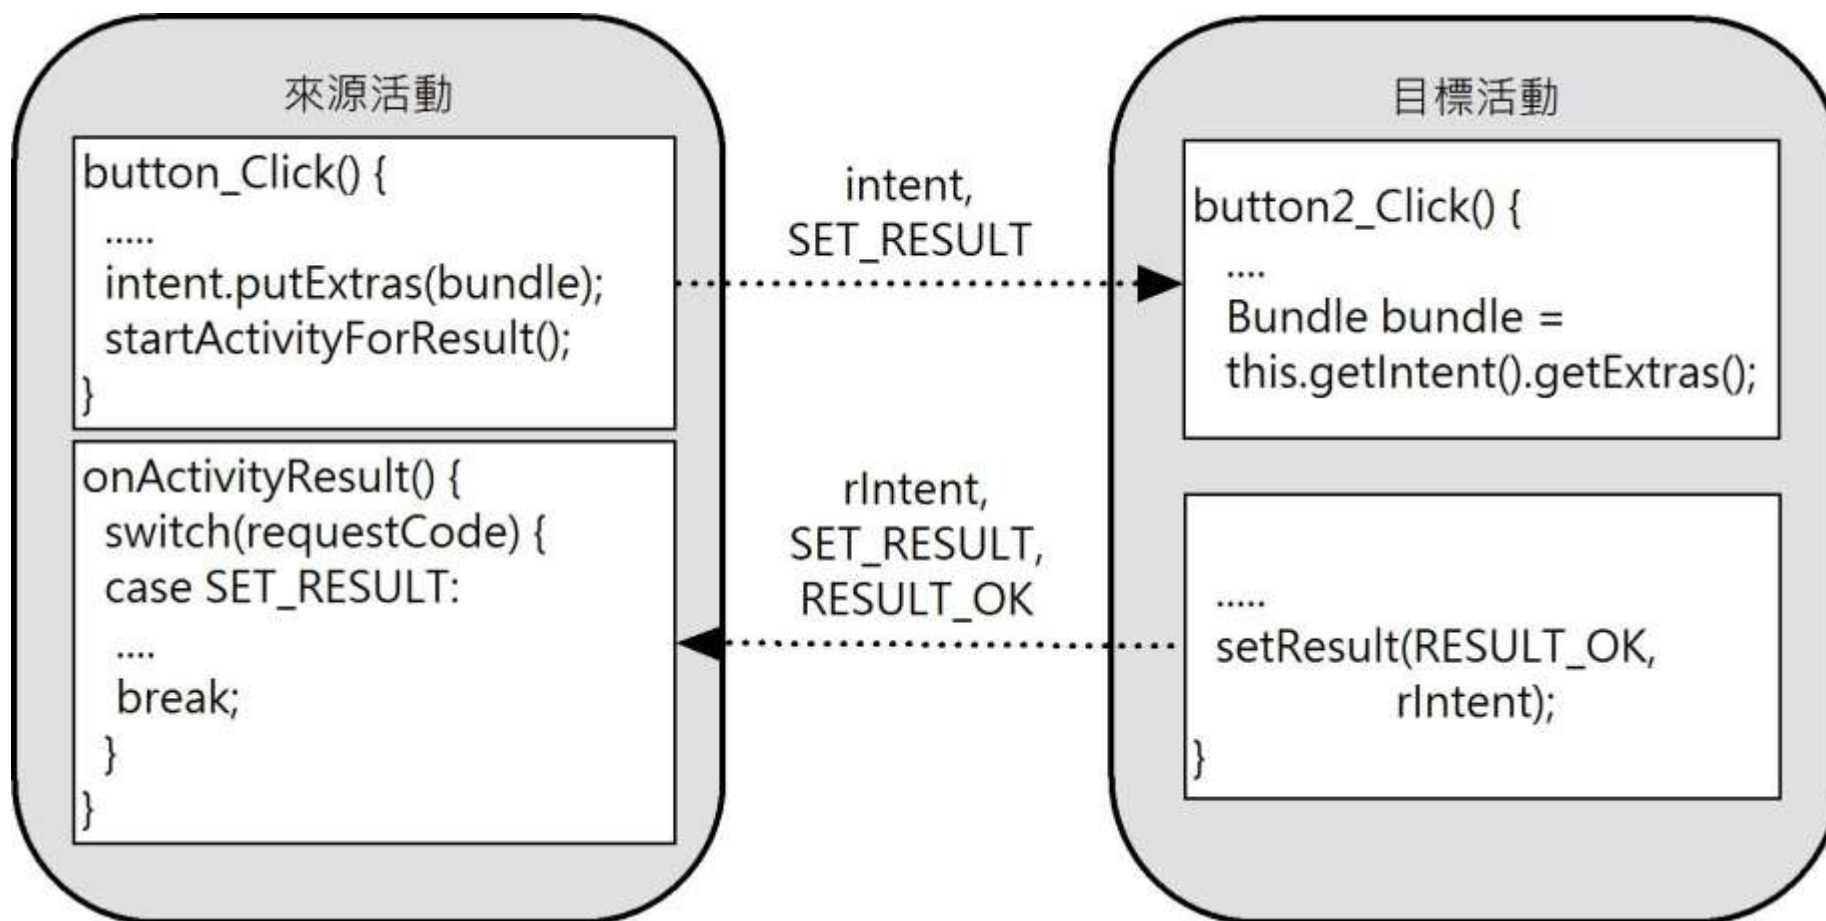 來源活動
button_Click() {
.....
intent.putExtras(bundle);
startActivityForResult();
}
onActivityResult() {
switch(requestCode) {
case SET_RESULT:
....
break;
}
}
intent,
SET_RESULT
rIntent,
SET_RESULT,
RESULT_OK
目標活動
button2_Click() {
....
Bundle bundle =
this.getIntent().getExtras();
.....
setResult(RESULT_OK,
rIntent);
}